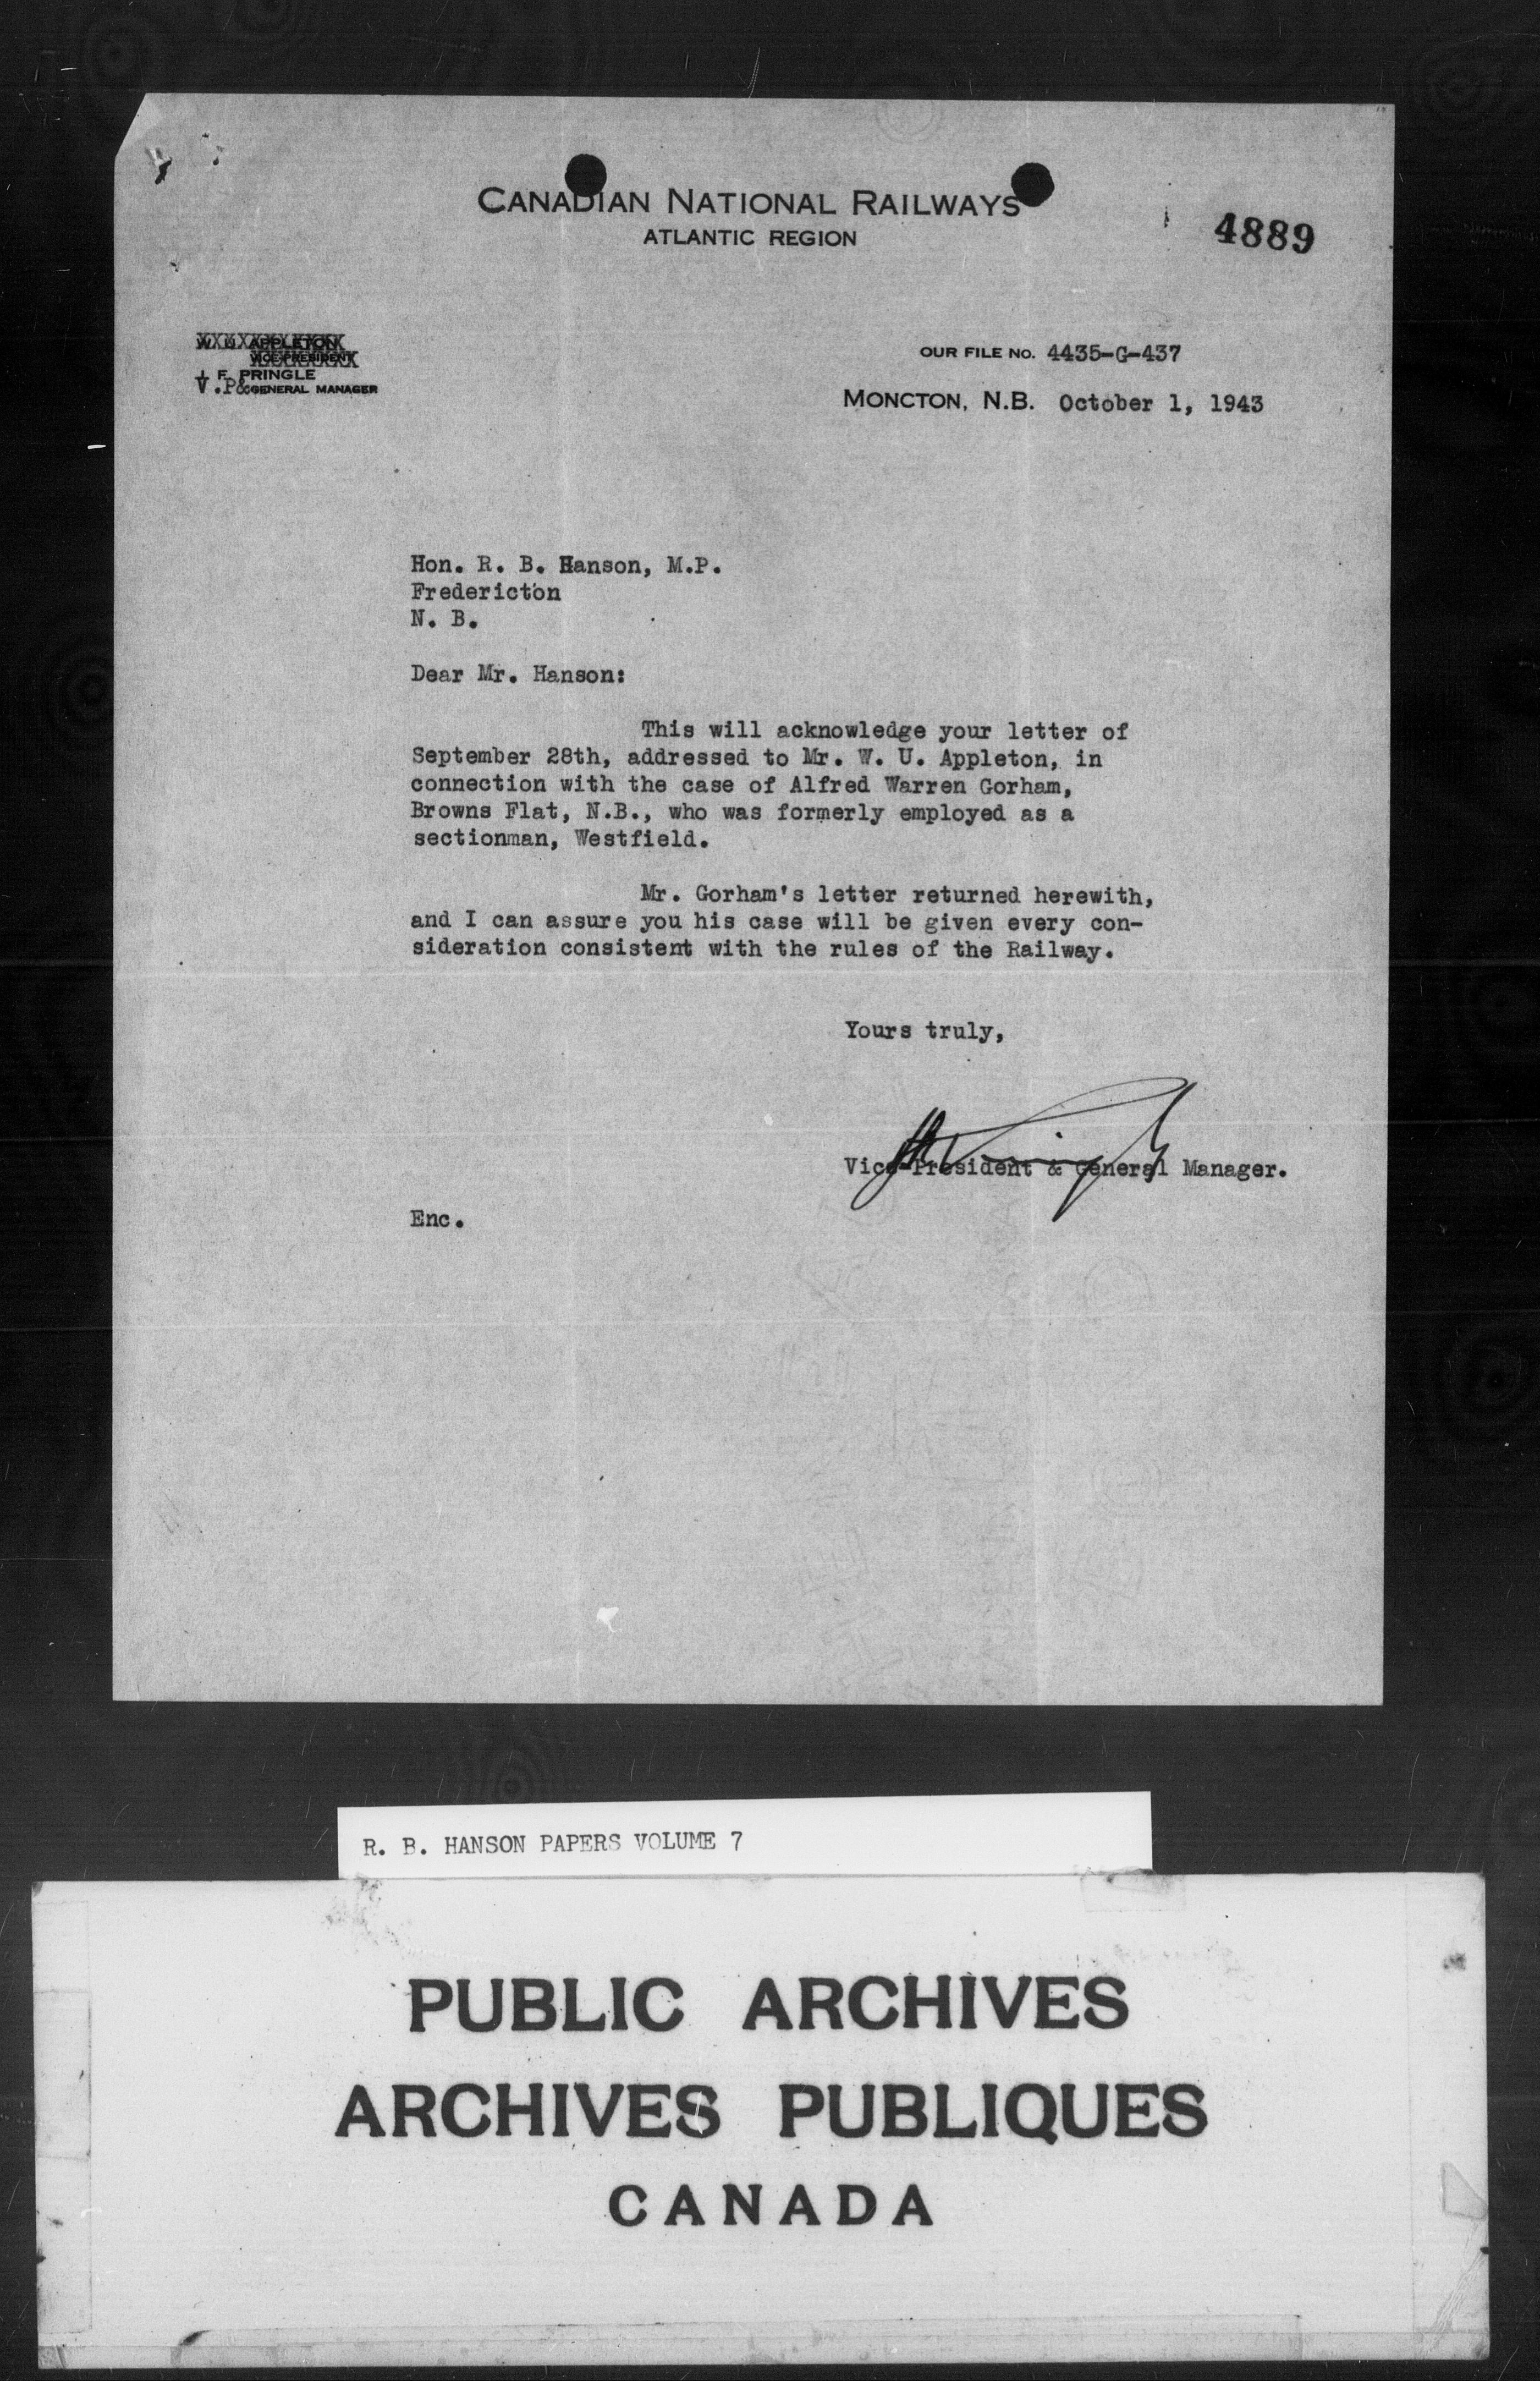 CANADIAN NATIONAL RAILWAYS
ATLANTIC REGION
4889
W. U. APPLETON
VICE-PRESIDENT
J. F. PRINGLE
V.P.& GENERAL MANAGER
OUR FILE NO. 4435-G-437
MONCTON, N.B. October 1, 1943
Hon. R. B. Hanson, M.P.
Fredericton
N. B.
Dear Mr. Hanson:
This will acknowledge your letter of
September 28th, addressed to Mr. W. U. Appleton, in
connection with the case of Alfred Warren Gorham,
Browns Flat, N.B., who was formerly employed as a
sectionman, Westfield.
Mr. Gorham's letter returned herewith,
and I can assure you his case will be given every con-
sideration consistent with the rules of the Railway.
Yours truly,
Vice-President & General Manager.
Enc.
R. B. HANSON PAPERS VOLUME 7
PUBLIC ARCHIVES
ARCHIVES PUBLIQUES
CANADA